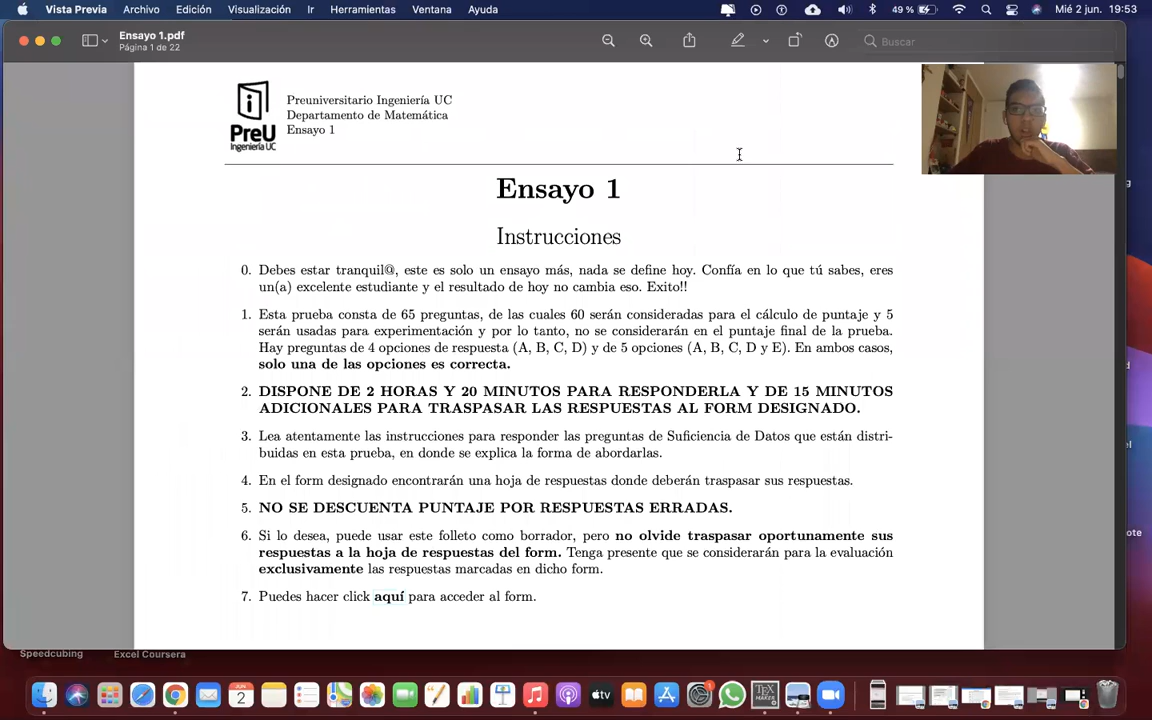 Vista Previa Archivo Edición Visualización Ir Herramientas Ventana Ayuda 49 % Mié 2 jun. 19:53
Ensayo 1.pdf
Página 1 de 22
Buscar
PreU
Ingeniería UC
Preuniversitario Ingeniería UC
Departamento de Matemática
Ensayo 1
Ensayo 1
Instrucciones
0. Debes estar tranquil@, este es solo un ensayo más, nada se define hoy. Confía en lo que tú sabes, eres
un(a) excelente estudiante y el resultado de hoy no cambia eso. Exito!!
1. Esta prueba consta de 65 preguntas, de las cuales 60 serán consideradas para el cálculo de puntaje y 5
serán usadas para experimentación y por lo tanto, no se considerarán en el puntaje final de la prueba.
Hay preguntas de 4 opciones de respuesta (A, B, C, D) y de 5 opciones (A, B, C, D y E). En ambos casos,
solo una de las opciones es correcta.
2. DISPONE DE 2 HORAS Y 20 MINUTOS PARA RESPONDERLA Y DE 15 MINUTOS
ADICIONALES PARA TRASPASAR LAS RESPUESTAS AL FORM DESIGNADO.
3. Lea atentamente las instrucciones para responder las preguntas de Suficiencia de Datos que están distri-
buidas en esta prueba, en donde se explica la forma de abordarlas.
4. En el form designado encontrarán una hoja de respuestas donde deberán traspasar sus respuestas.
5. NO SE DESCUENTA PUNTAJE POR RESPUESTAS ERRADAS.
6. Si lo desea, puede usar este folleto como borrador, pero no olvide traspasar oportunamente sus
respuestas a la hoja de respuestas del form. Tenga presente que se considerarán para la evaluación
exclusivamente las respuestas marcadas en dicho form.
7. Puedes hacer click aquí para acceder al form.
Speedcubing Excel Coursera
JUN
2
tv
TEX
MAKER